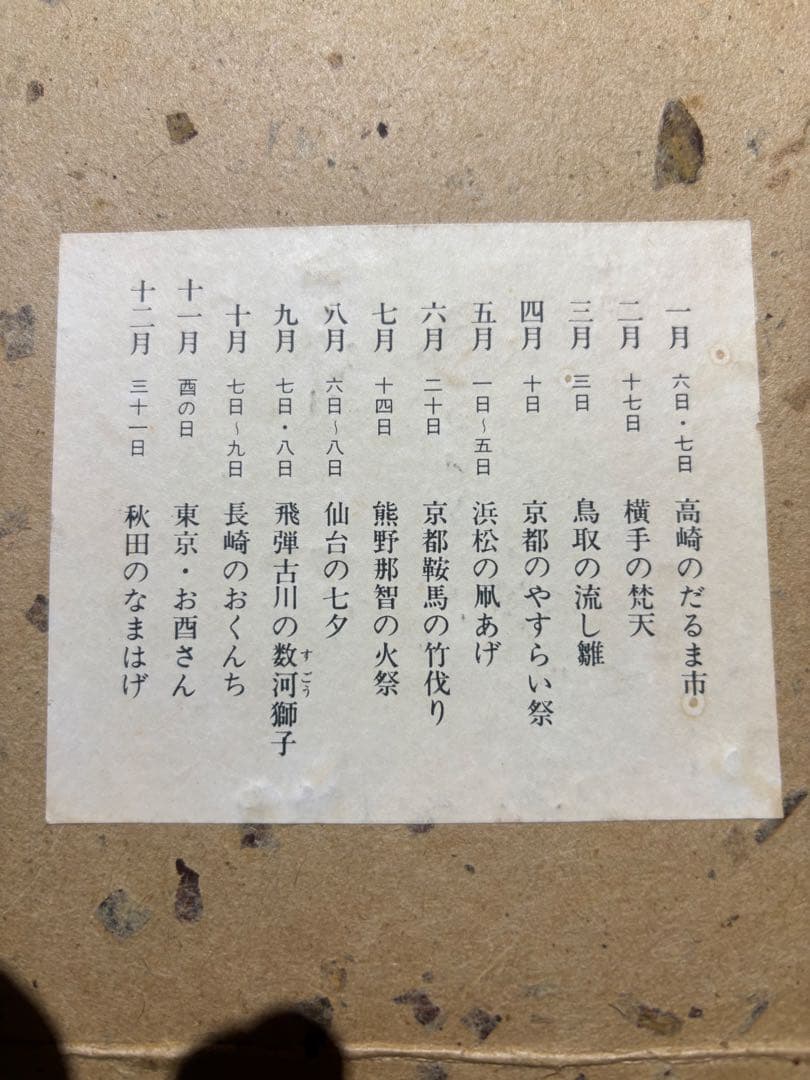 一月 六日・七日 高崎のだるま市
二月 十七日 横手の梵天
三月 三日 鳥取の流し雛
四月 十日 京都のやすらい祭
五月 一日～五日 浜松の凧あげ
六月 二十日 京都鞍馬の竹伐り
七月 十四日 熊野那智の火祭
八月 六日～八日 仙台の七夕
九月 七日・八日 飛弾古川の数河獅子
すごう
十月 七日～九日 長崎のおくんち
十一月 酉の日 東京・お酉さん
十二月 三十一日 秋田のなまはげ